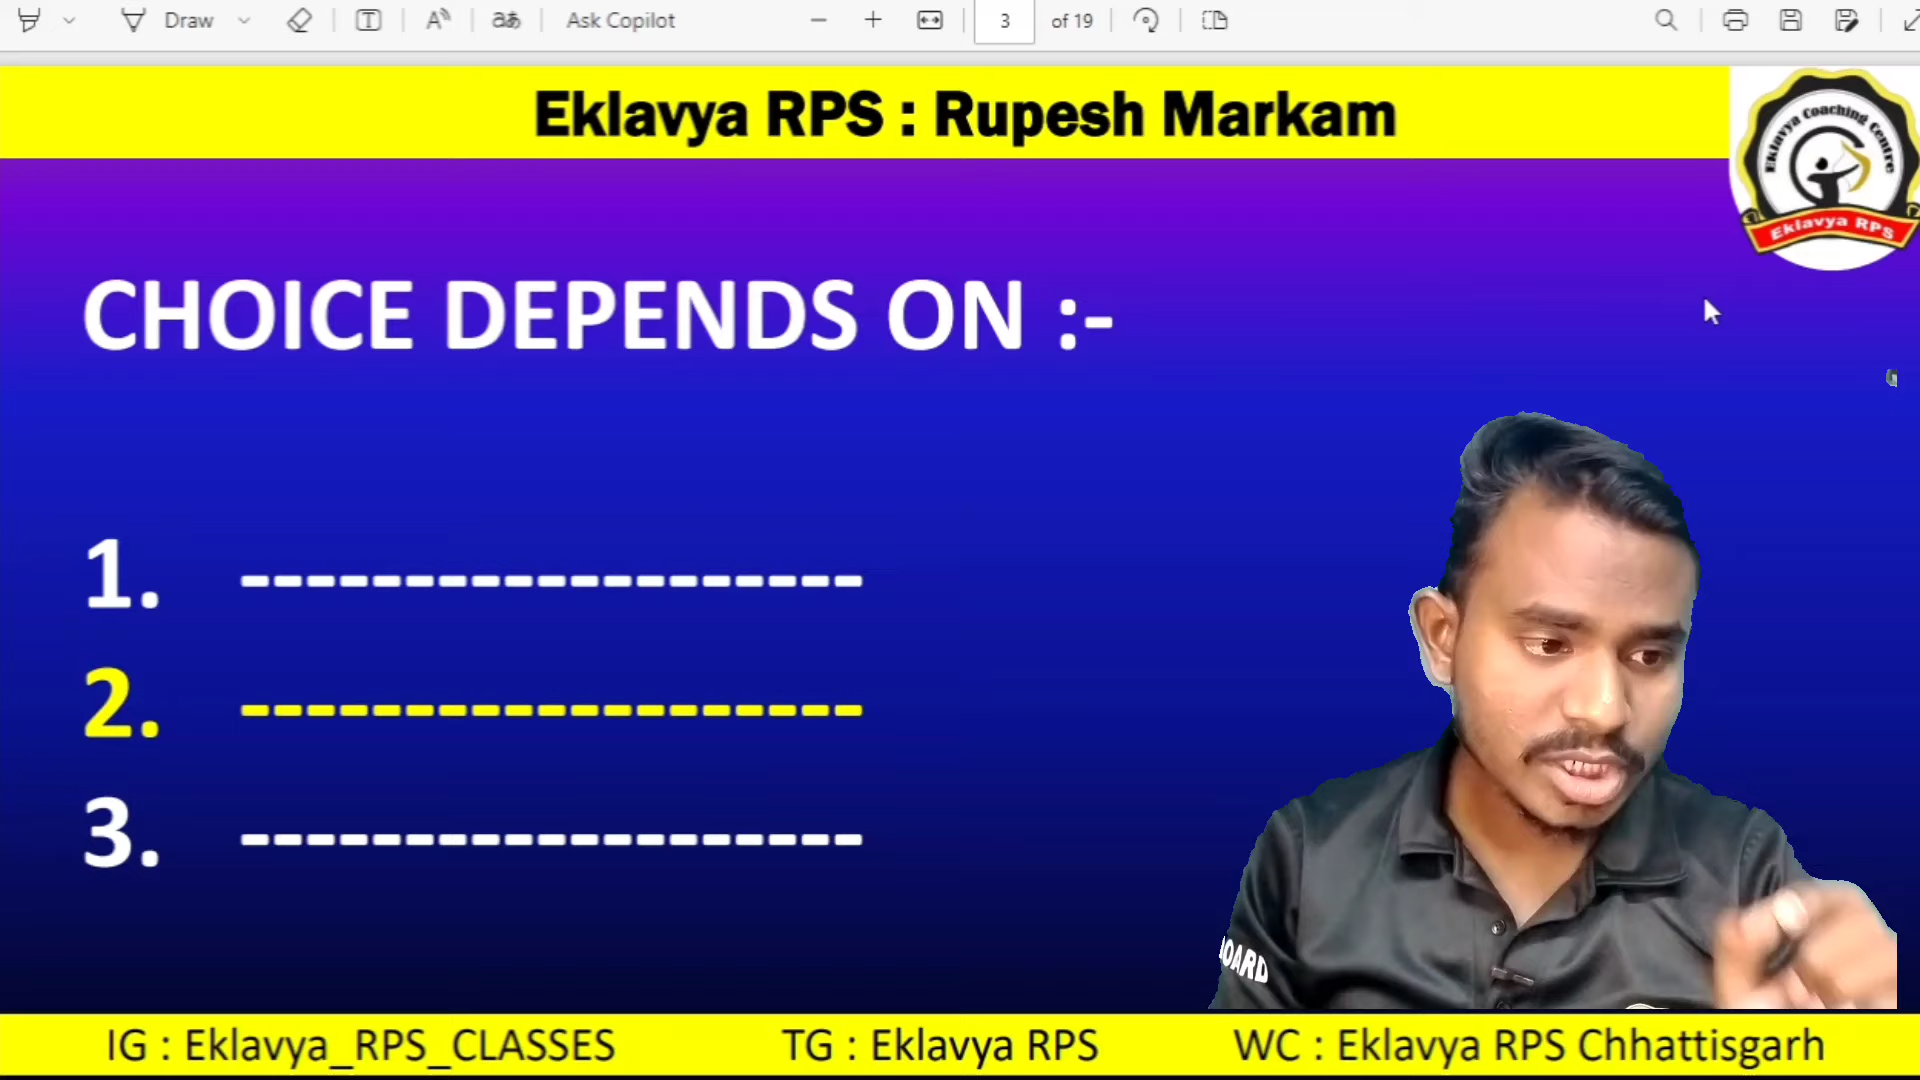 Draw
Ask Copilot
3 of 19
Eklavya RPS : Rupesh Markam
Eklavya Coaching Centre
Eklavya RPS
CHOICE DEPENDS ON :-
1. -------------------
2. -------------------
3. -------------------
OARD
IG : Eklavya_RPS_CLASSES TG : Eklavya RPS WC : Eklavya RPS Chhattisgarh